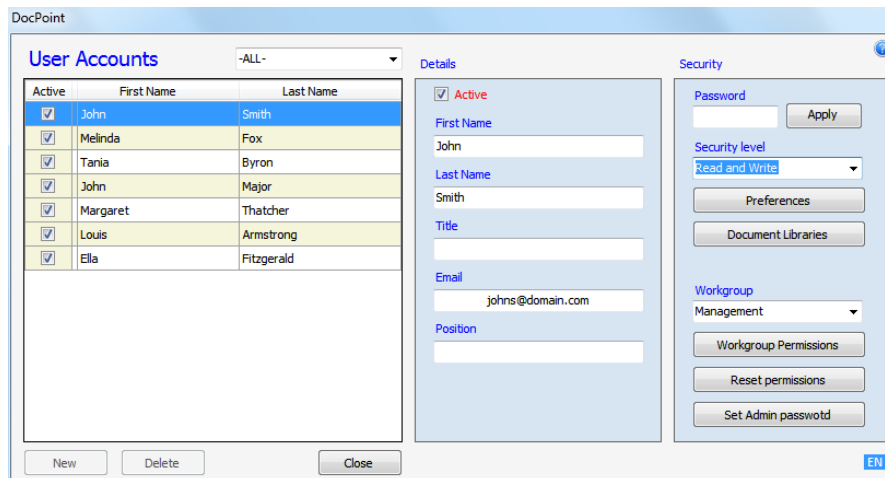 DocPoint
User Accounts
-ALL-
Active First Name Last Name
John Smith
Melinda Fox
Tania Byron
John Major
Margaret Thatcher
Louis Armstrong
Ella Fitzgerald
New Delete Close
Details
Active
First Name
John
Last Name
Smith
Title
Email
johns@domain.com
Position
Security
Password
Apply
Security level
Read and Write
Preferences
Document Libraries
Workgroup
Management
Workgroup Permissions
Reset permissions
Set Admin passwotd
EN